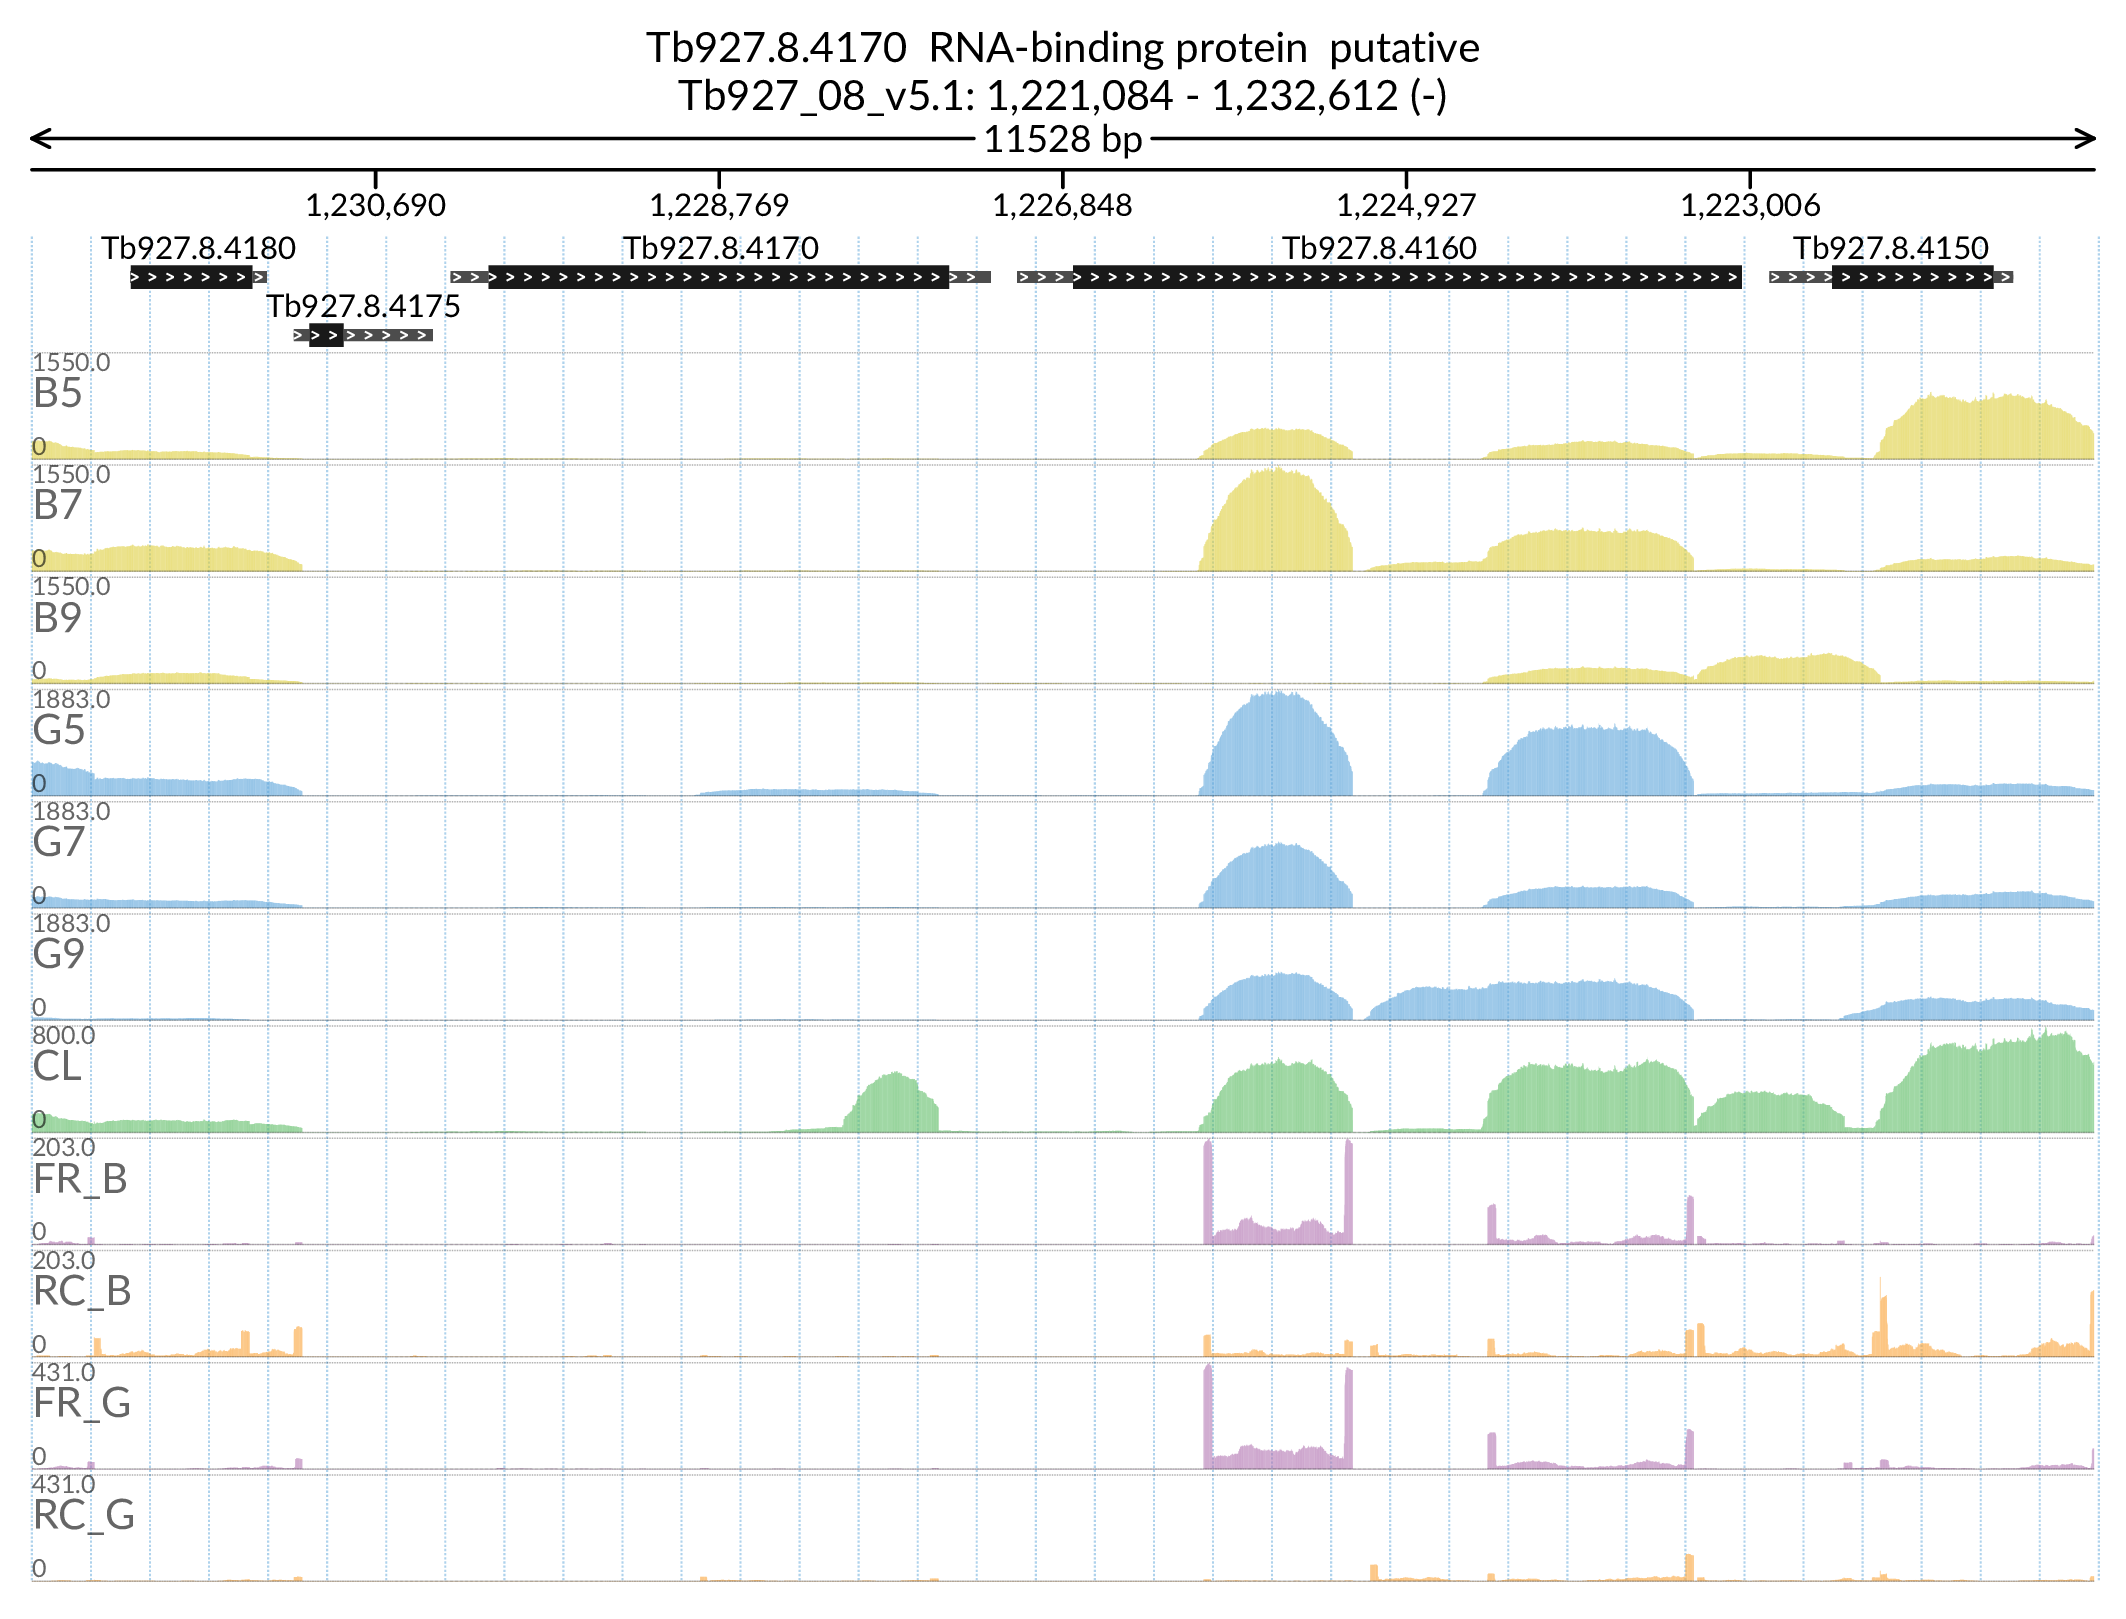 Tb927.8.4170 RNA-binding protein putative
Tb927_08_v5.1: 1,221,084 - 1,232,612 (-)
11528 bp
1,230,690 1,228,769 1,226,848 1,224,927 1,223,006
Tb927.8.4180 Tb927.8.4170 Tb927.8.4160 Tb927.8.4150
Tb927.8.4175
1550.0
B5
0
1550.0
B7
0
1550.0
B9
0
1883.0
G5
0
1883.0
G7
0
1883.0
G9
0
800.0
CL
0
203.0
FR_B
0
203.0
RC_B
0
431.0
FR_G
0
431.0
RC_G
0